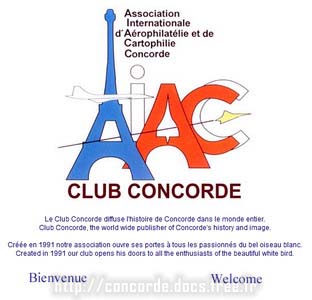 Association
Internationale
d'Aérophilatélie et de
Cartophilie
Concorde
AIAC
CLUB CONCORDE
Le Club Concorde diffuse l'histoire de Concorde dans le monde entier.
Club Concorde, the world wide publisher of Concorde's history and image.
Créée en 1991 notre association ouvre ses portes à tous les passionnés du bel oiseau blanc.
Created in 1991 our club opens his doors to all the enthusiasts of the beautiful white bird.
Bienvenue Welcome
http://concorde.docs.free.fr